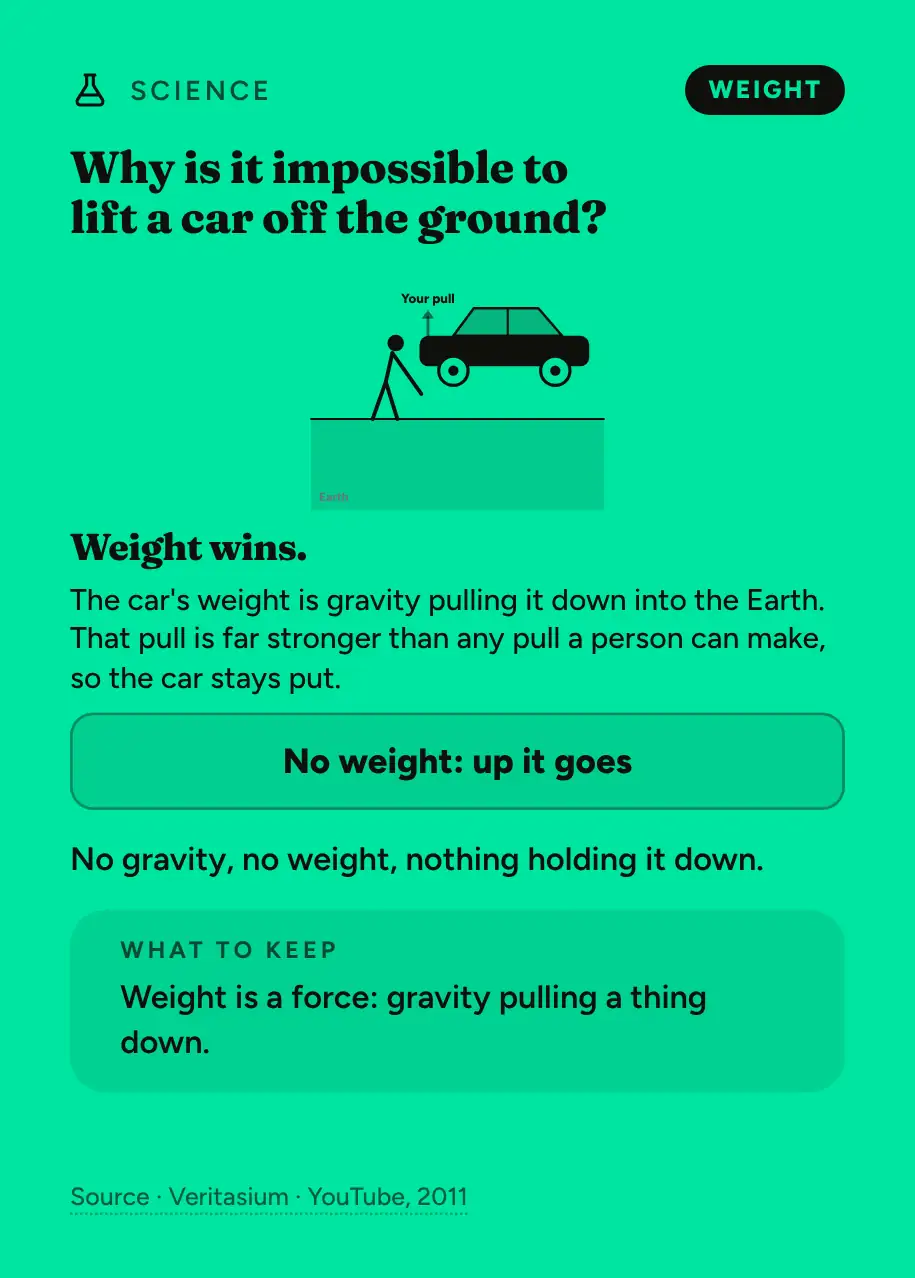 SCIENCE
WEIGHT
Why is it impossible to
lift a car off the ground?
Your pull
Earth
Weight wins.
The car's weight is gravity pulling it down into the Earth.
That pull is far stronger than any pull a person can make,
so the car stays put.
No weight: up it goes
No gravity, no weight, nothing holding it down.
WHAT TO KEEP
Weight is a force: gravity pulling a thing
down.
Source · Veritasium · YouTube, 2011